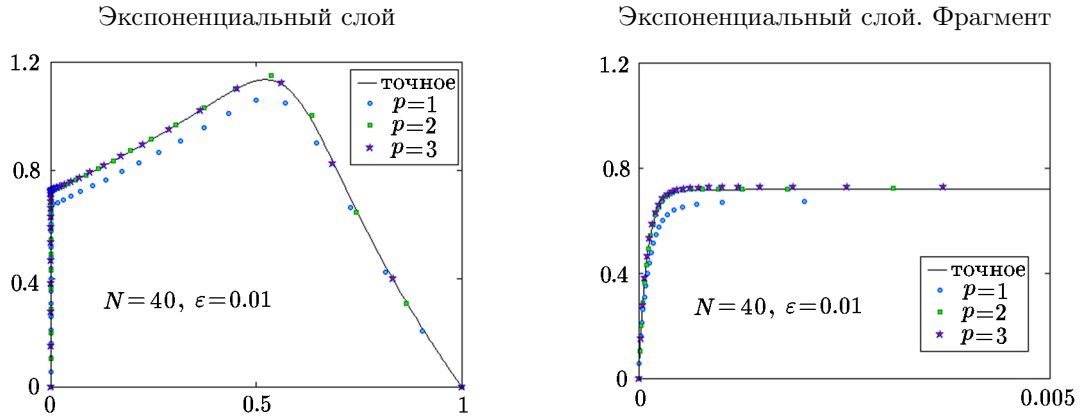 Экспоненциальный слой
1.2
0.8
0.4
0
0
0.5
1
точное
p=1
p=2
p=3
N=40, ε=0.01
Экспоненциальный слой. Фрагмент
1.2
0.8
0.4
0
0
0.005
точное
p=1
p=2
p=3
N=40, ε=0.01